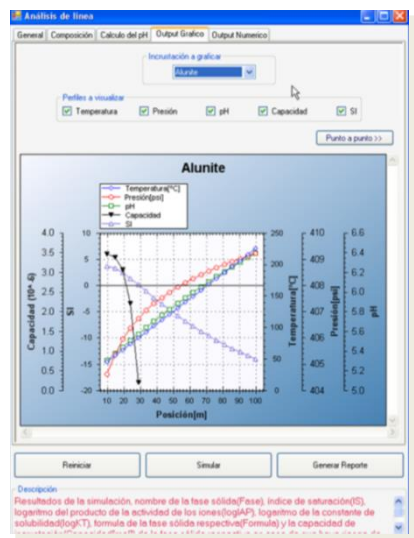 Análisis de línea
General Composición Calculo del pH Output Grafico Output Numerico
Incrustación a graficar
Alunite
Perfiles a visualizar
Temperatura Presión pH Capacidad SI
Punto a punto >>
Alunite
Temperatura[°C]
Presión[psi]
pH
Capacidad
SI
4.0 10 250 410 6.6
3.5 5 6.4
3.0 0 200 409 6.2
2.5 408 6.0
2.0 -5 150 407 5.8
1.5 100 406 5.6
1.0 -10 5.4
0.5 -15 50 405 5.2
0.0 -20 0 404 5.0
Capacidad (10^ 6)
SI
Temperatura[°C]
Presión[psi]
pH
10 20 30 40 50 60 70 80 90 100
Posición[m]
Reiniciar Simular Generar Reporte
Descripción
Resultados de la simulación, nombre de la fase sólida(Fase), índice de saturación(IS),
logaritmo del producto de la actividad de los iones(logIAP), logaritmo de la constante de
solubilidad(logKT), formula de la fase sólida respectiva(Formula) y la capacidad de